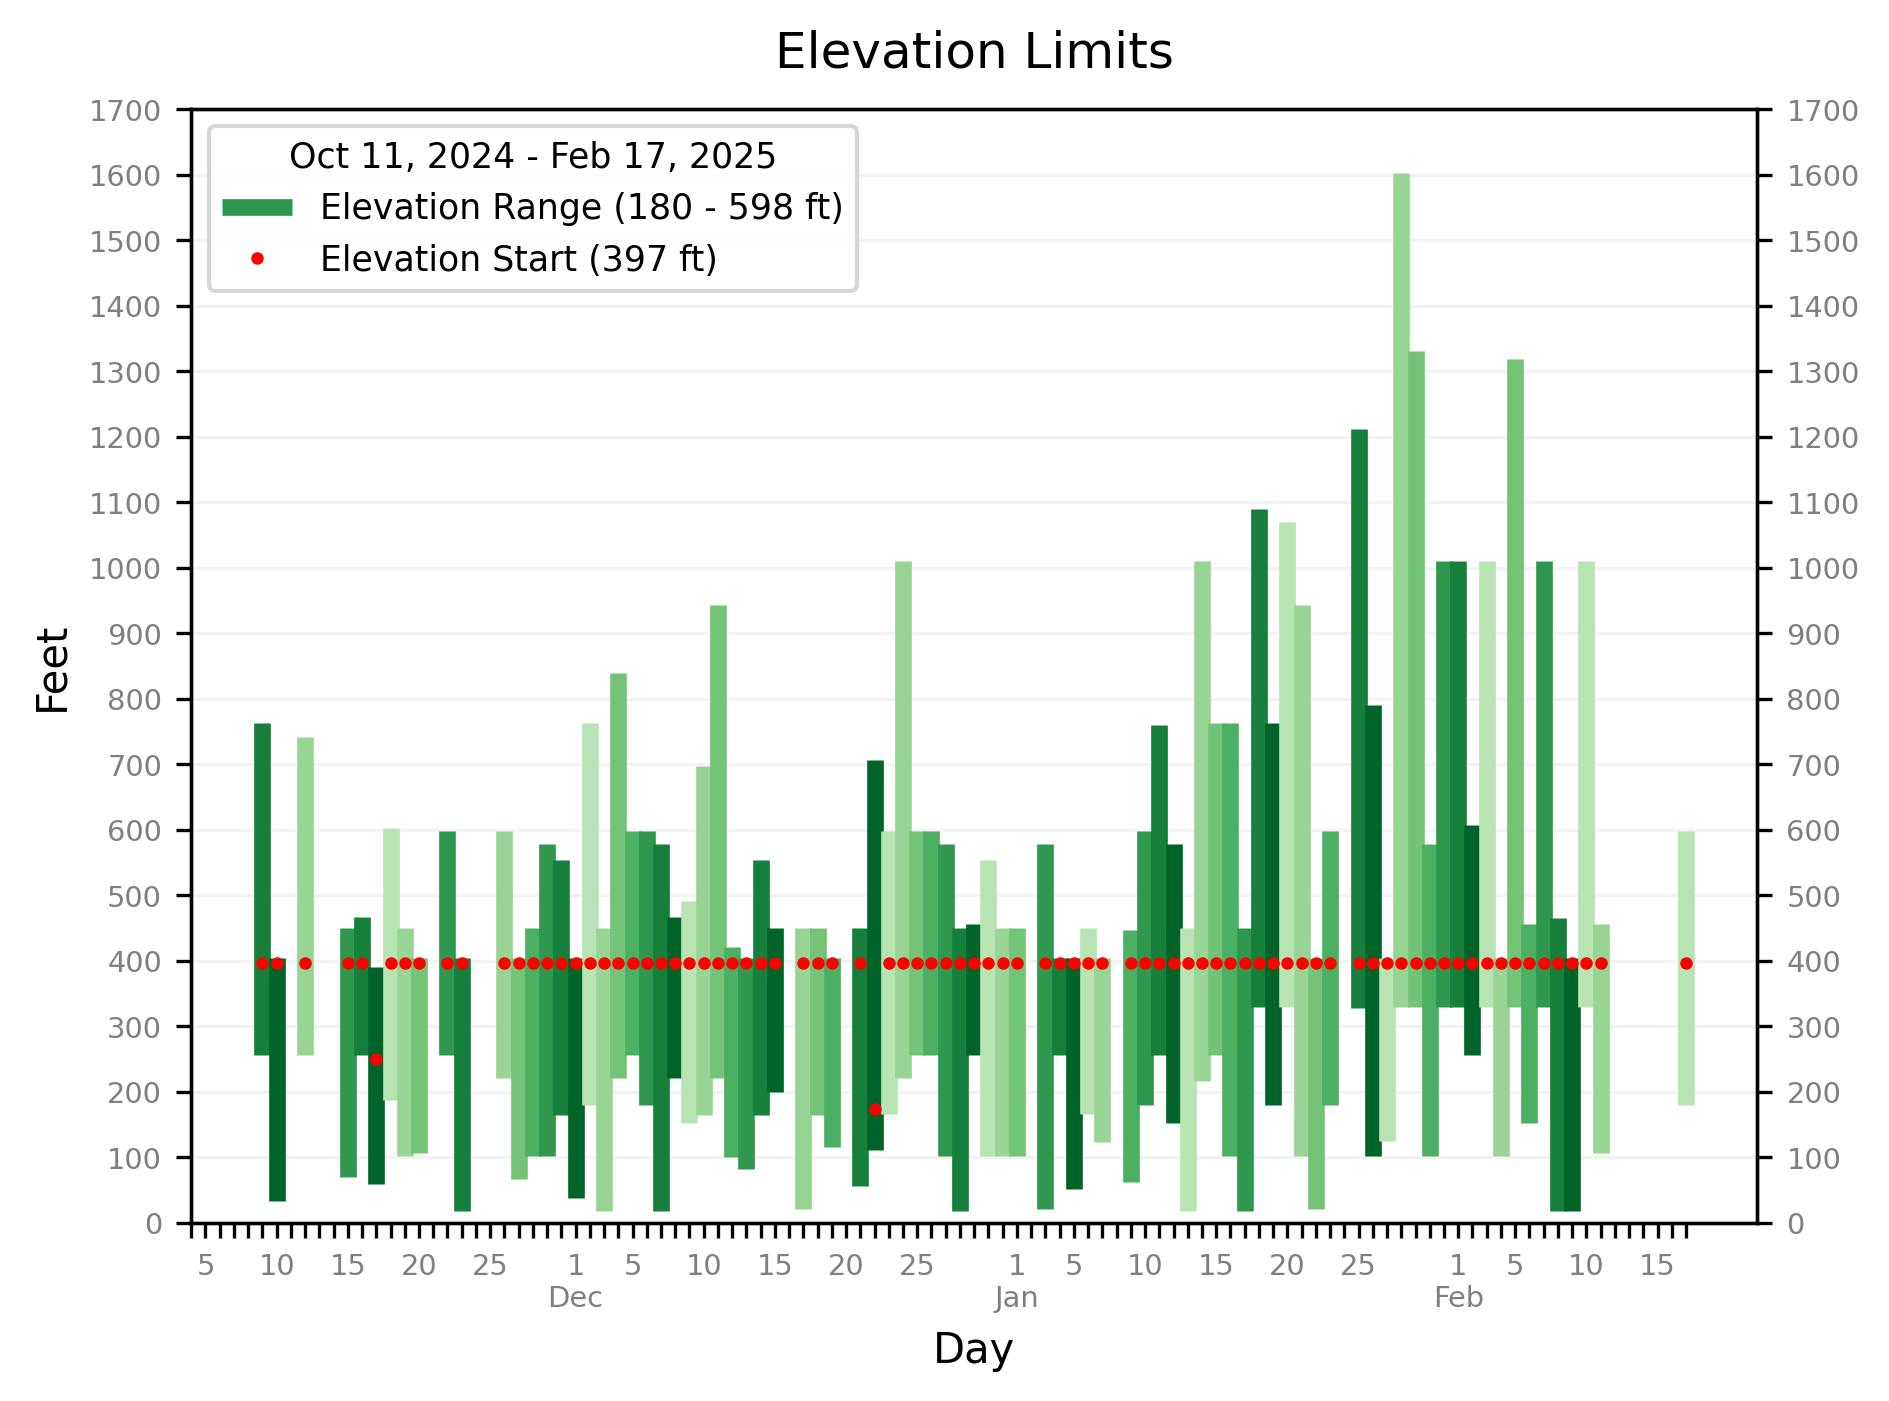 Elevation Limits
Oct 11, 2024 - Feb 17, 2025
Elevation Range (180 - 598 ft)
Elevation Start (397 ft)
1700 1700
1600 1600
1500 1500
1400 1400
1300 1300
1200 1200
1100 1100
1000 1000
900 900
800 800
700 700
600 600
500 500
400 400
300 300
200 200
100 100
0 0
Feet
5 10 15 20 25 1 5 10 15 20 25 1 5 10 15 20 25 1 5 10 15
Dec Jan Feb
Day